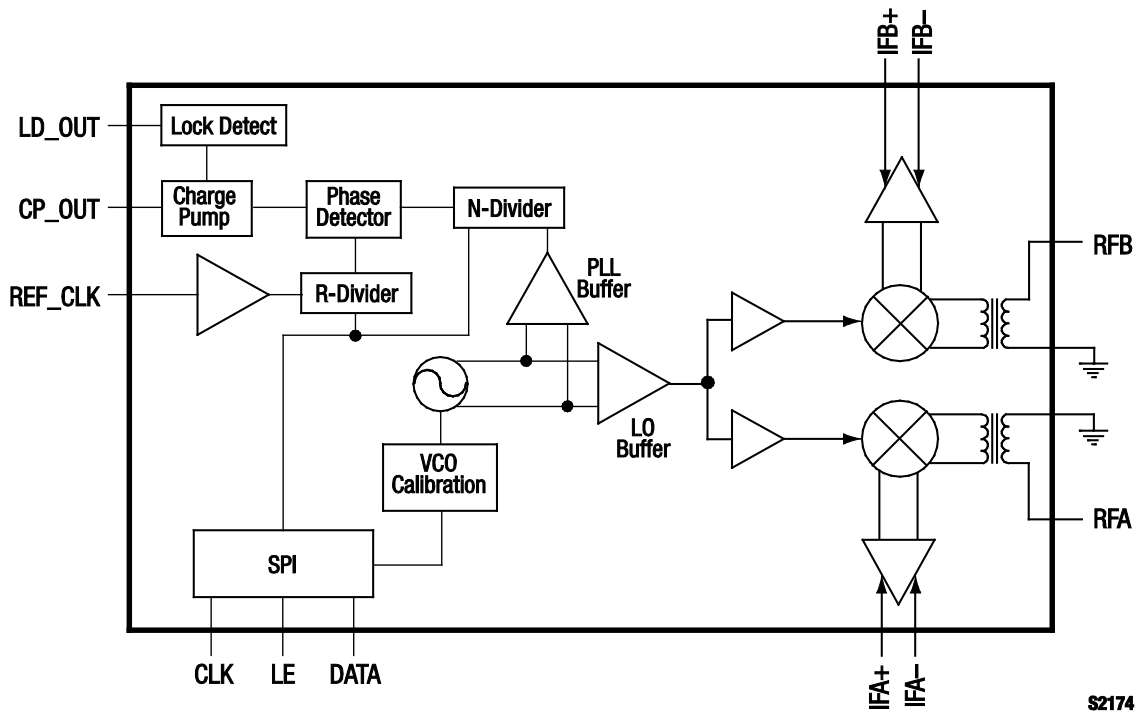 IFB+
IFB–
LD_OUT
Lock Detect
CP_OUT
Charge
Pump
Phase
Detector
N-Divider
RFB
PLL
Buffer
REF_CLK
R-Divider
LO
Buffer
VCO
Calibration
RFA
SPI
CLK
LE
DATA
IFA+
IFA–
S2174